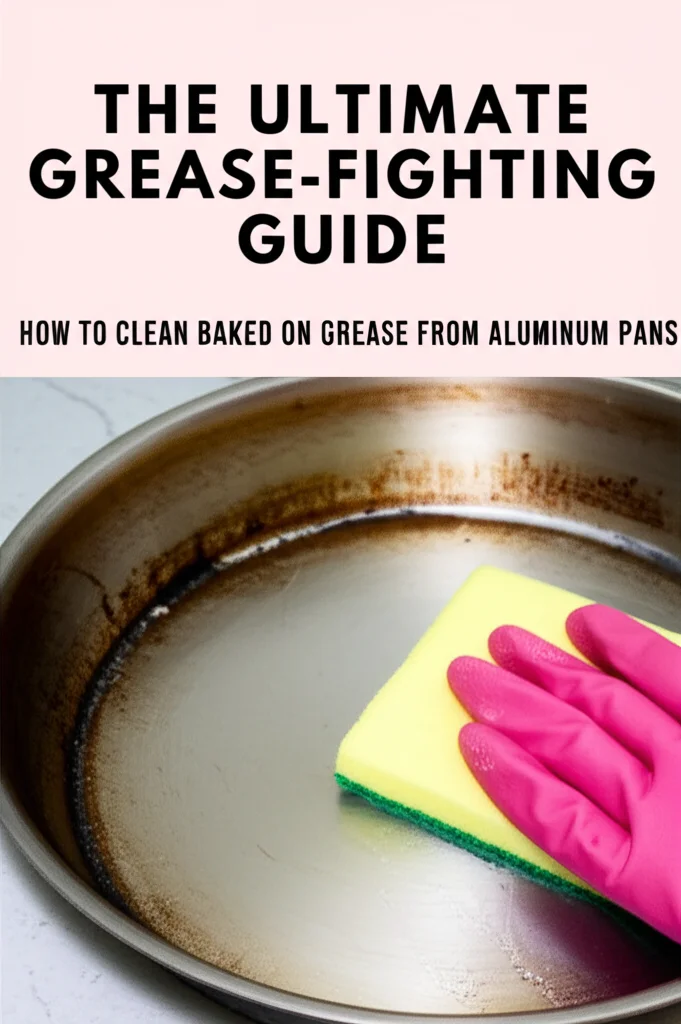 THE ULTIMATE
GREASE-FIGHTING
GUIDE
HOW TO CLEAN BAKED ON GREASE FROM ALUMINUM PANS